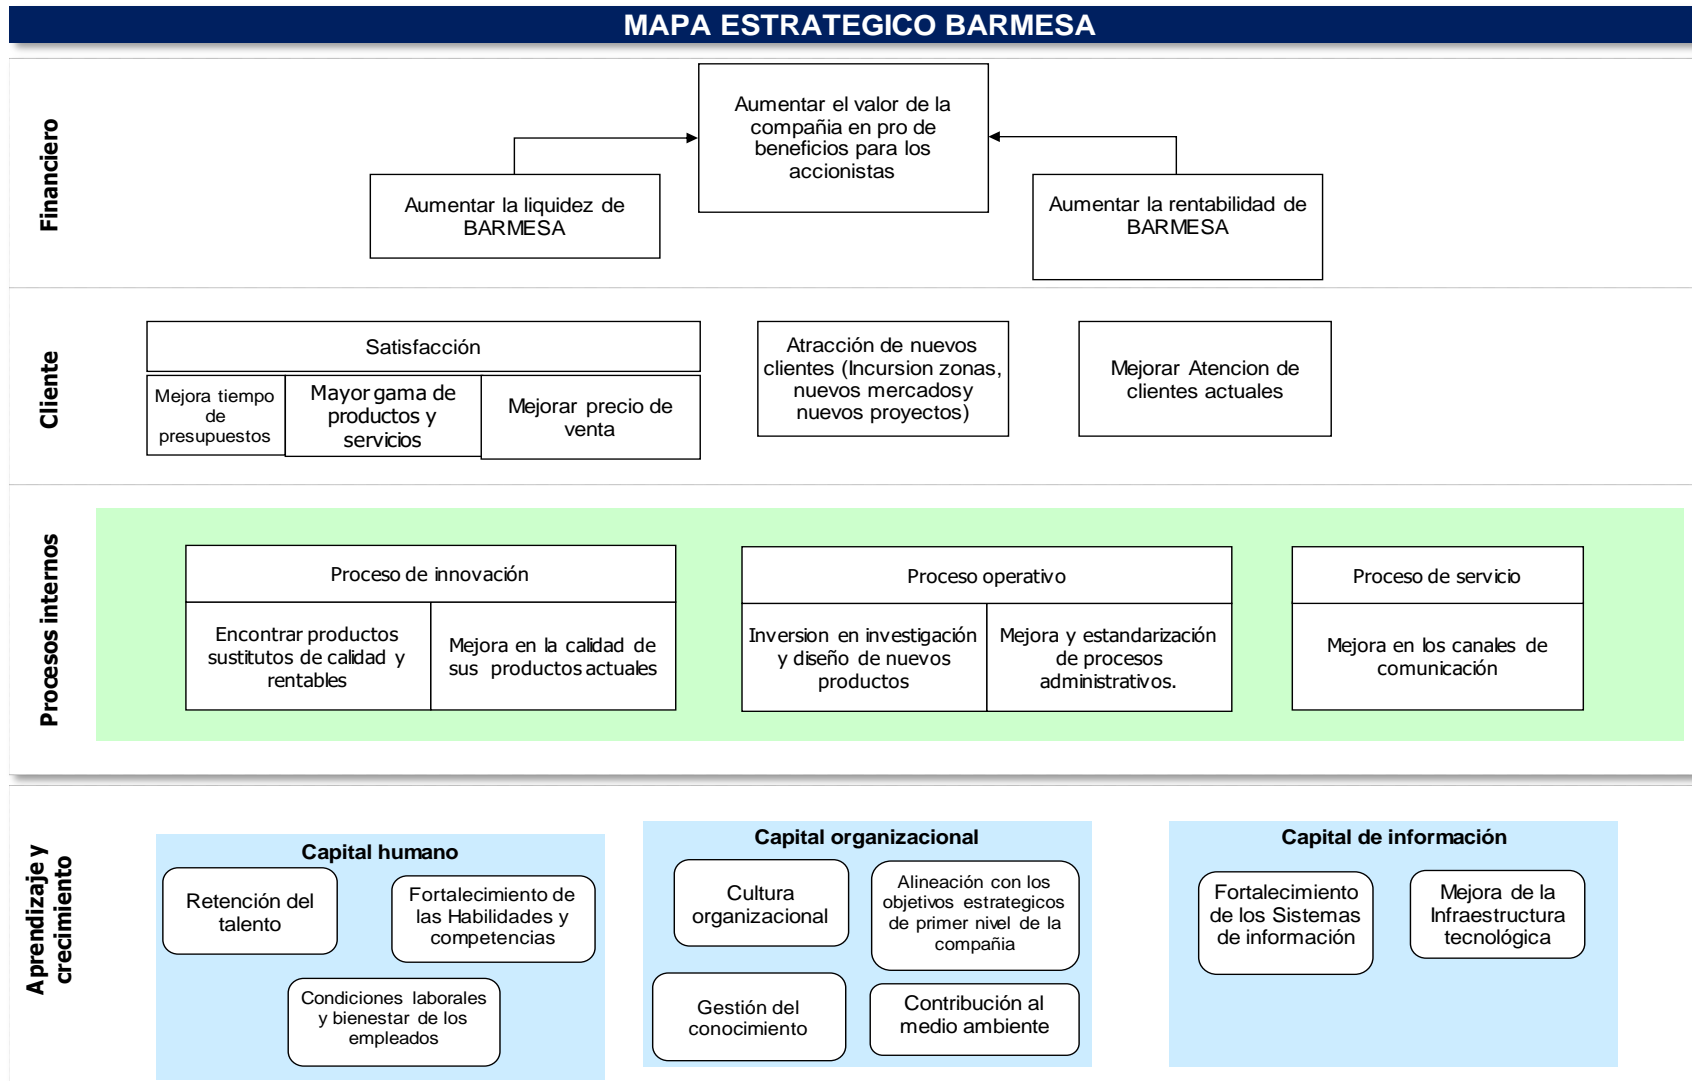 MAPA ESTRATEGICO BARMESA
Financiero
Aumentar el valor de la
compañia en pro de
beneficios para los
accionistas
Aumentar la liquidez de
BARMESA
Aumentar la rentabilidad de
BARMESA
Cliente
Satisfacción
Mejora tiempo
de
presupuestos
Mayor gama de
productos y
servicios
Mejorar precio de
venta
Atracción de nuevos
clientes (Incursion zonas,
nuevos mercadosy
nuevos proyectos)
Mejorar Atencion de
clientes actuales
Procesos internos
Proceso de innovación
Encontrar productos
sustitutos de calidad y
rentables
Mejora en la calidad de
sus productos actuales
Proceso operativo
Inversion en investigación
y diseño de nuevos
productos
Mejora y estandarización
de procesos
administrativos.
Proceso de servicio
Mejora en los canales de
comunicación
Aprendizaje y
crecimiento
Capital humano
Retención del
talento
Fortalecimiento de
las Habilidades y
competencias
Condiciones laborales
y bienestar de los
empleados
Capital organizacional
Cultura
organizacional
Alineación con los
objetivos estrategicos
de primer nivel de la
compañia
Gestión del
conocimiento
Contribución al
medio ambiente
Capital de información
Fortalecimiento
de los Sistemas
de información
Mejora de la
Infraestructura
tecnológica